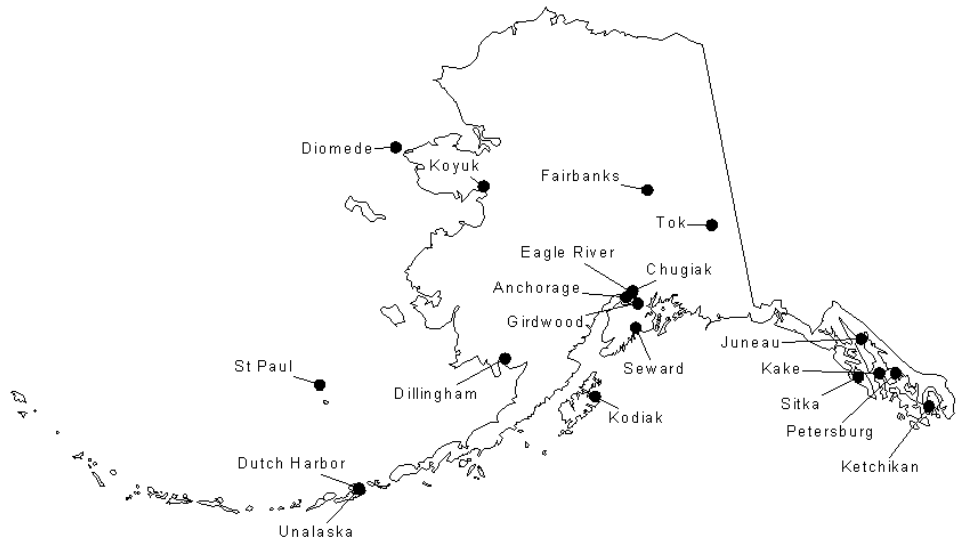 Diomede
Koyuk
Fairbanks
Tok
Eagle River
Chugiak
Anchorage
Girdwood
Juneau
St Paul
Seward
Kake
Dillingham
Sitka
Kodiak
Petersburg
Dutch Harbor
Ketchikan
Unalaska